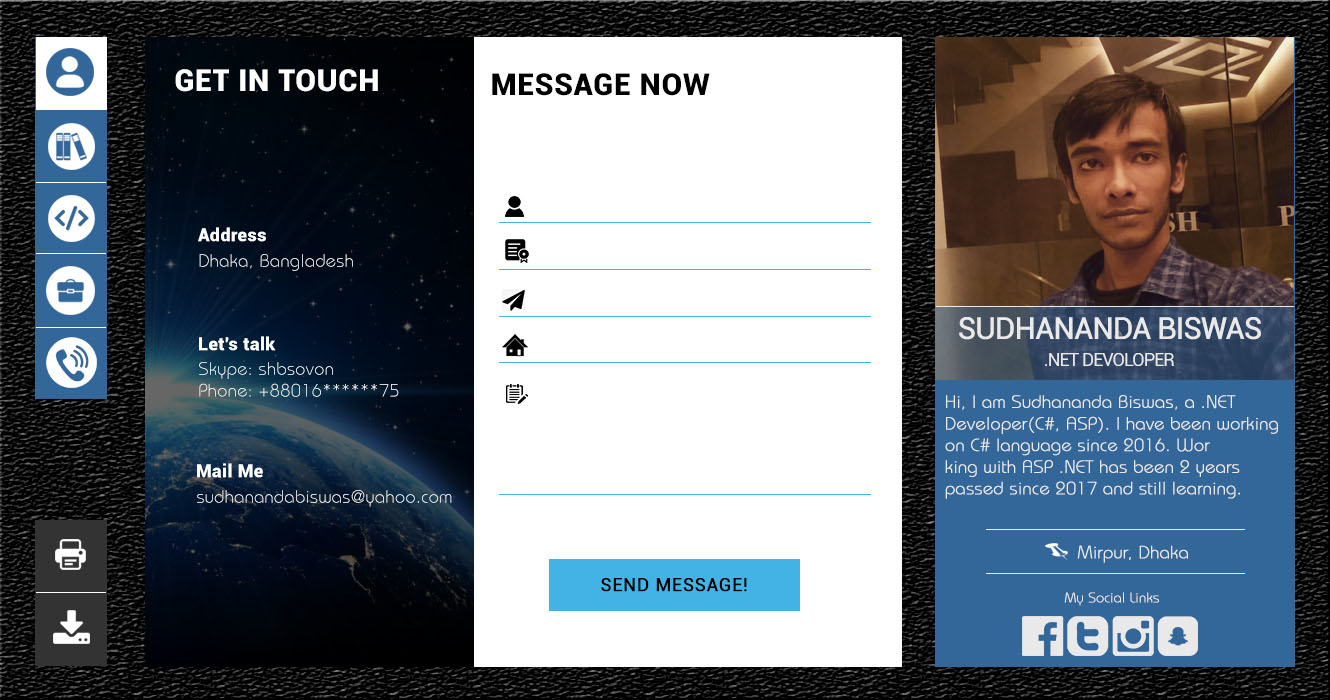 GET IN TOUCH
Address
Dhaka, Bangladesh
Let's talk
Skype: shbsovon
Phone: +88016******75
Mail Me
sudhanandabiswas@yahoo.com
MESSAGE NOW
SEND MESSAGE!
SH
P
SUDHANANDA BISWAS
.NET DEVOLOPER
Hi, I am Sudhananda Biswas, a .NET
Developer(C#, ASP). I have been working
on C# language since 2016. Wor
king with ASP .NET has been 2 years
passed since 2017 and still learning.
Mirpur, Dhaka
My Social Links